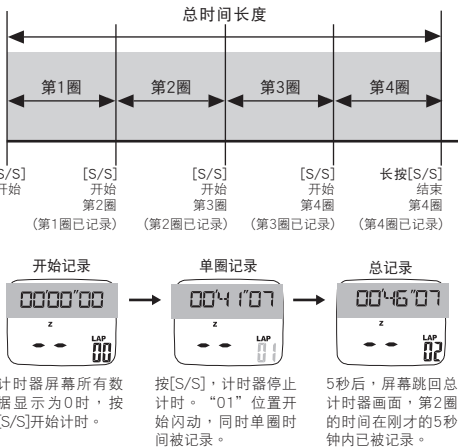 总时间长度
第1圈 第2圈 第3圈 第4圈
[S/S] [S/S] [S/S] 长按[S/S]
开始 开始 开始 结束
第2圈 第3圈 第4圈 第4圈
(第1圈已记录) (第2圈已记录) (第3圈已记录) (第4圈已记录)
S/S]
开始
开始记录 单圈记录 总记录
00'00"00 00'41"07 00'46"07
z z z
-- LAP -- LAP -- LAP
00 01 02
计时器屏幕所有数
据显示为0时，按
[S/S]开始计时。
按[S/S]，计时器停止
计时。“01”位置开
始闪动，同时单圈时
间被记录。
5秒后，屏幕跳回总
计时器画面，第2圈
的时间在刚才的5秒
钟内已被记录。